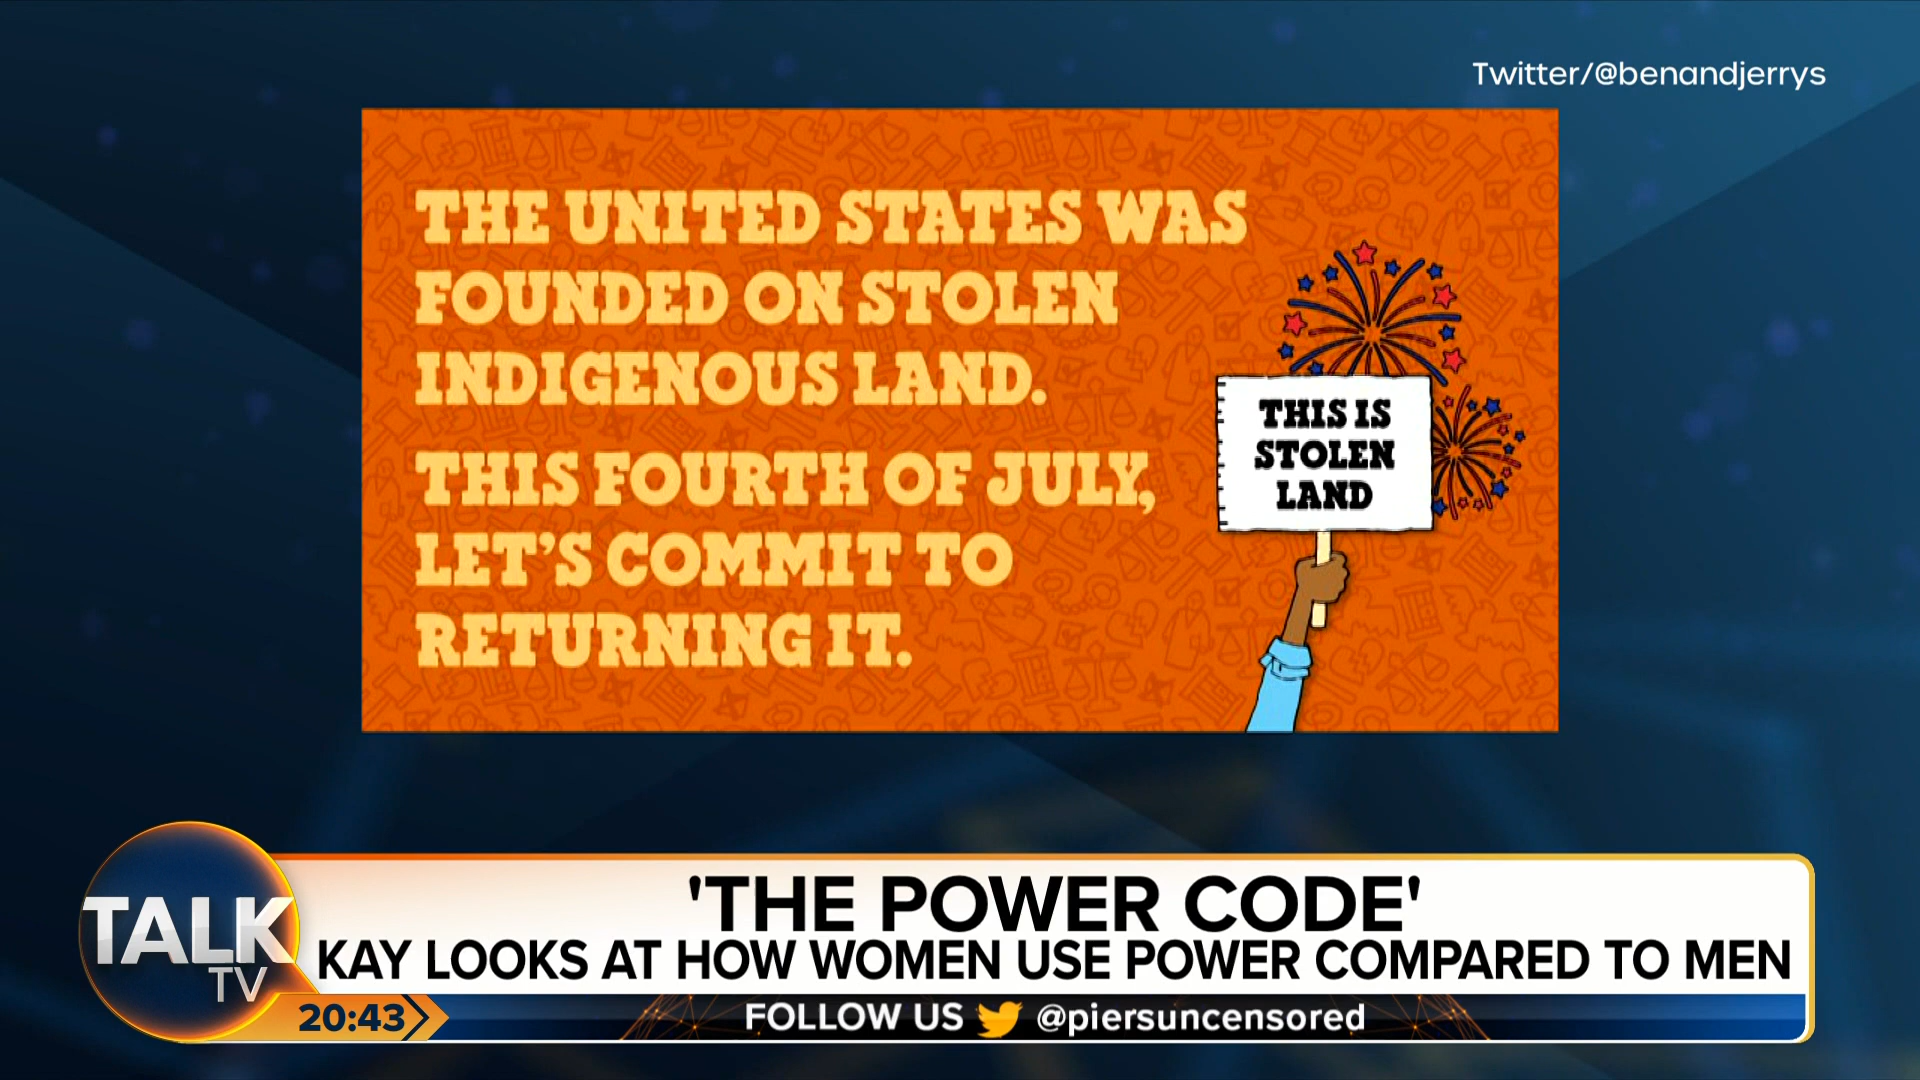 Twitter/@benandjerrys
THE UNITED STATES WAS
FOUNDED ON STOLEN
INDIGENOUS LAND.
THIS FOURTH OF JULY,
LET'S COMMIT TO
RETURNING IT.
THIS IS
STOLEN
LAND
'THE POWER CODE'
KAY LOOKS AT HOW WOMEN USE POWER COMPARED TO MEN
TALK
TV
20:43
FOLLOW US @piersuncensored